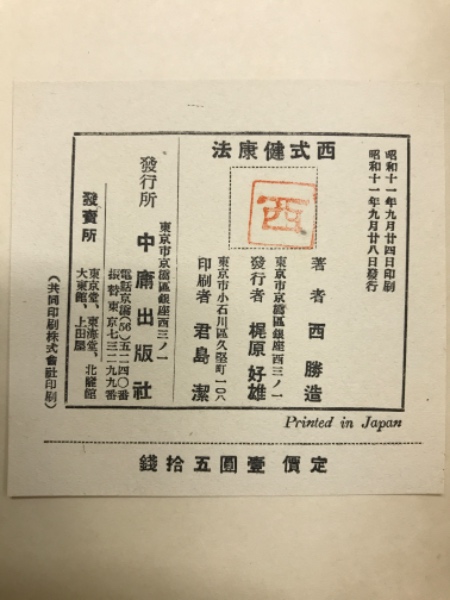 昭和十一年九月廿四日印刷
昭和十一年九月廿八日發行
西式健康法
西
著者 西勝造
東京市京橋區銀座西三ノ一
發行者 梶原好雄
東京市小石川區久堅町一〇八
印刷者 君島潔
東京市京橋區銀座西三ノ一
發行所 中庸出版社
電話京橋(56)五二四〇番
振替東京七三二九九番
發賣所
東京堂、東海堂、北隆館
大東館、上田屋
(共同印刷株式會社印刷)
Printed in Japan
定價 壹圓五拾錢